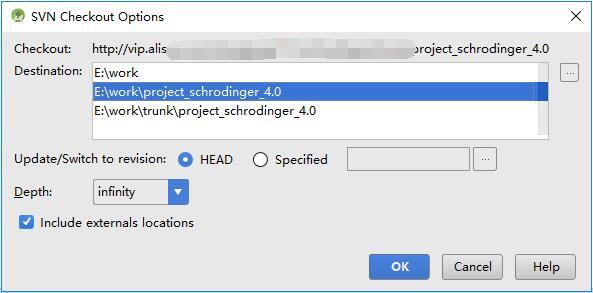 SVN Checkout Options
Checkout: http://vip.alis project_schrodinger_4.0
Destination: E:\work
E:\work\project_schrodinger_4.0
E:\work\trunk\project_schrodinger_4.0
...
Update/Switch to revision: HEAD Specified ...
Depth: infinity
Include externals locations
OK Cancel Help